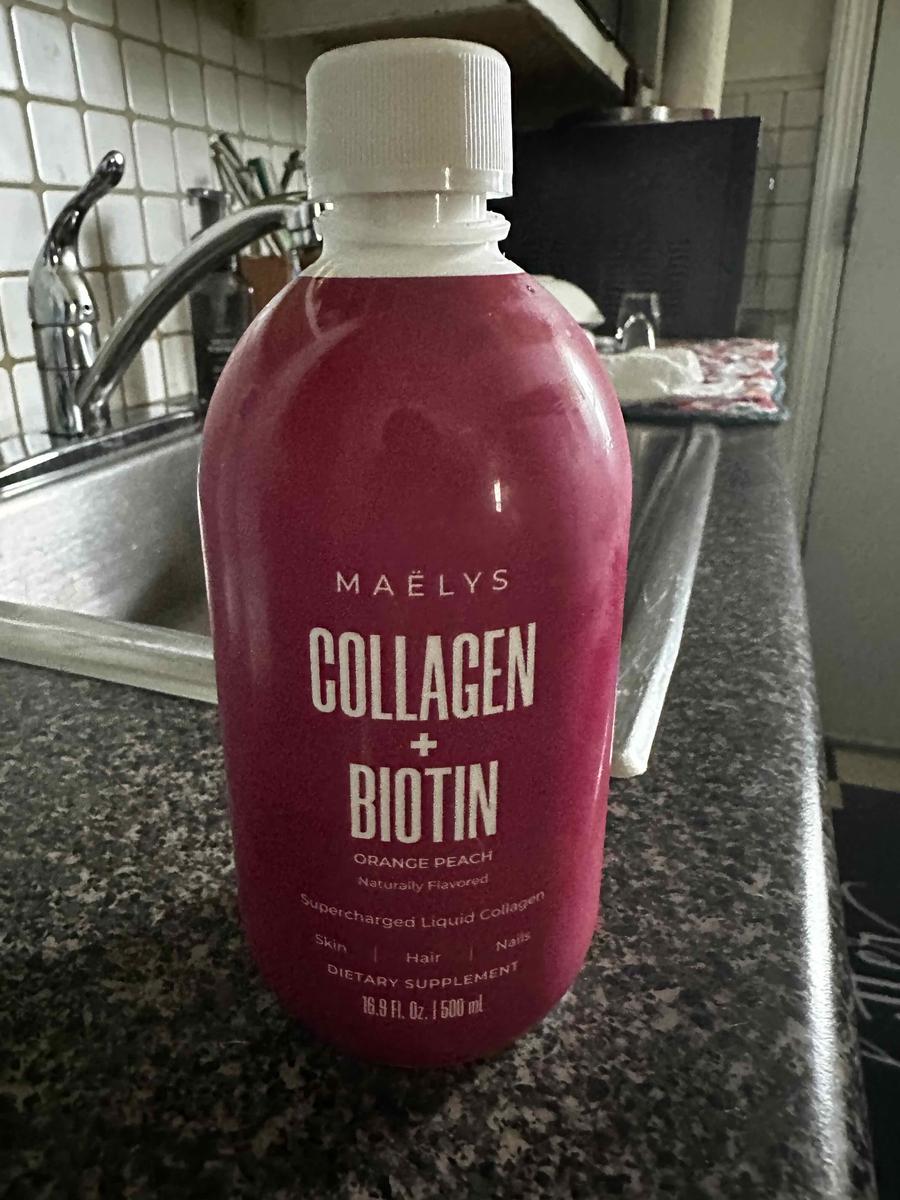 MAËLYS
COLLAGEN
+
BIOTIN
ORANGE PEACH
Naturally Flavored
Supercharged Liquid Collagen
Skin | Hair | Nails
DIETARY SUPPLEMENT
16.9 Fl. Oz. | 500 ml